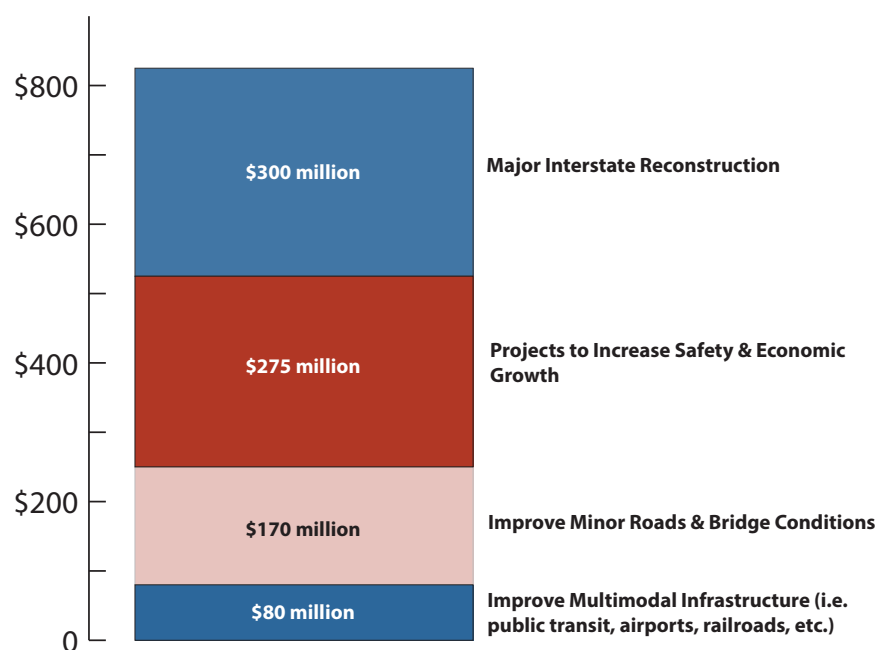 $800
$300 million
Major Interstate Reconstruction
$600
$400
$275 million
Projects to Increase Safety & Economic
Growth
$200
$170 million
Improve Minor Roads & Bridge Conditions
$80 million
Improve Multimodal Infrastructure (i.e.
public transit, airports, railroads, etc.)
0